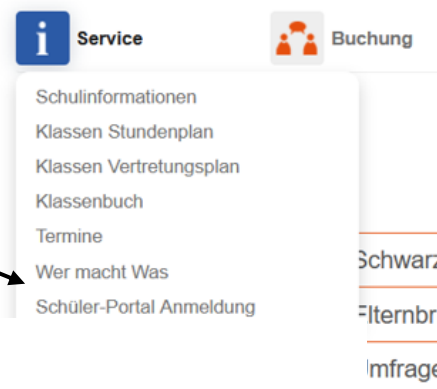 Service
Buchung
Schulinformationen
Klassen Stundenplan
Klassen Vertretungsplan
Klassenbuch
Termine
Wer macht Was
Schüler-Portal Anmeldung